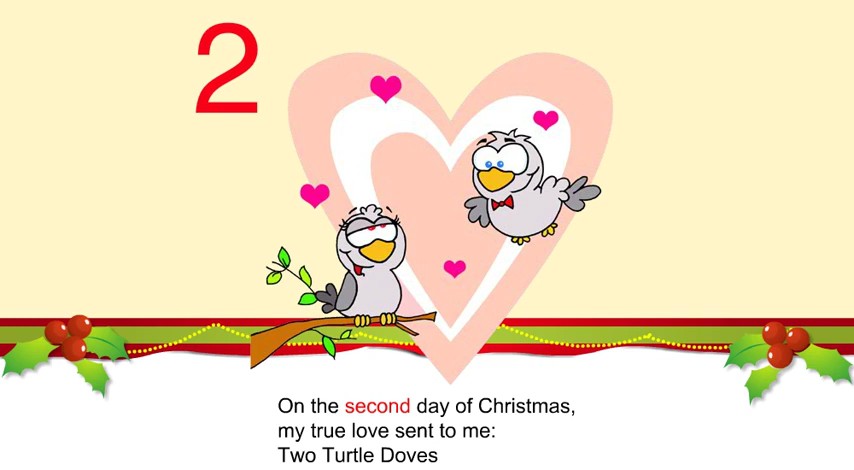 2
On the second day of Christmas,
my true love sent to me:
Two Turtle Doves